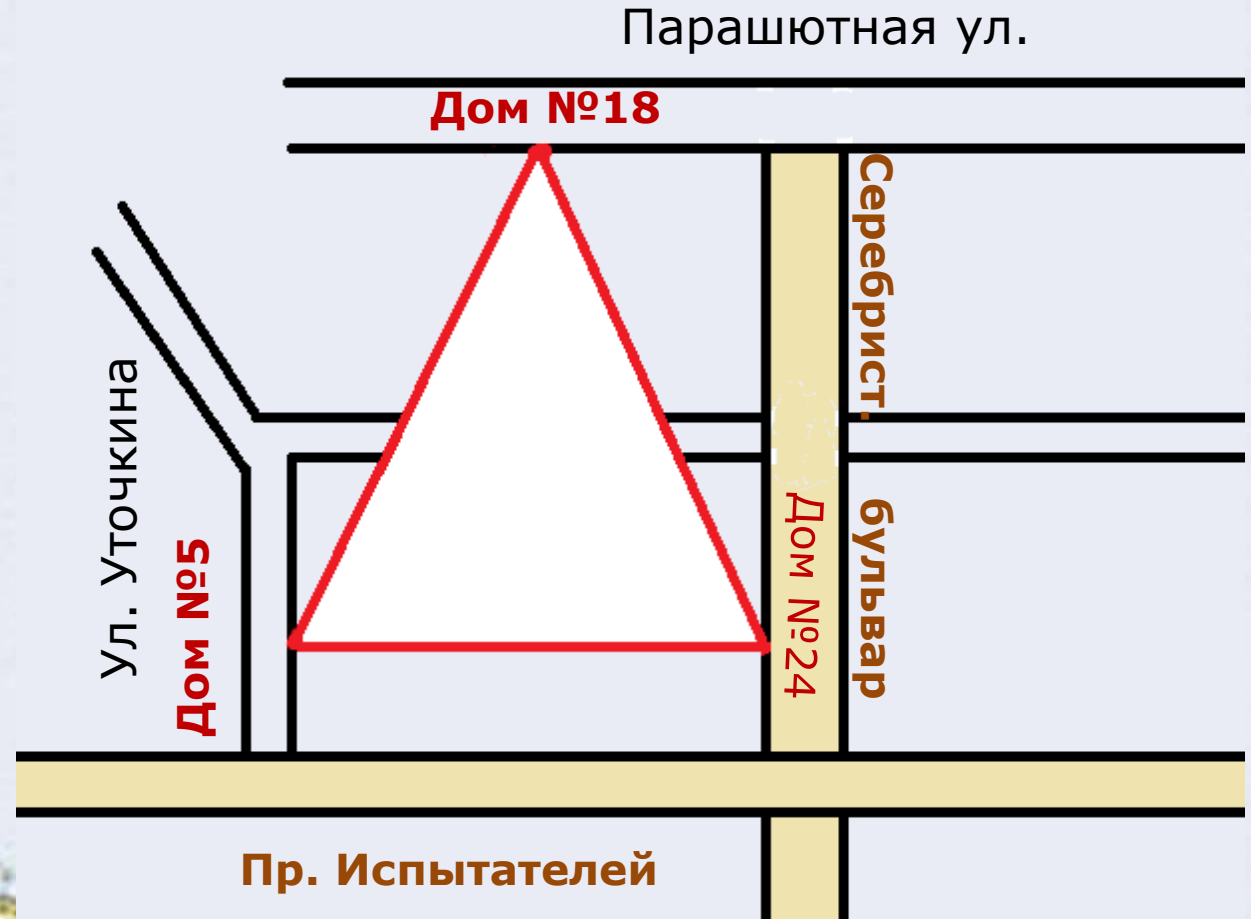 Парашютная ул.
Дом №18
Серебрист.
бульвар
Ул. Уточкина
Дом №5
Дом №24
Пр. Испытателей